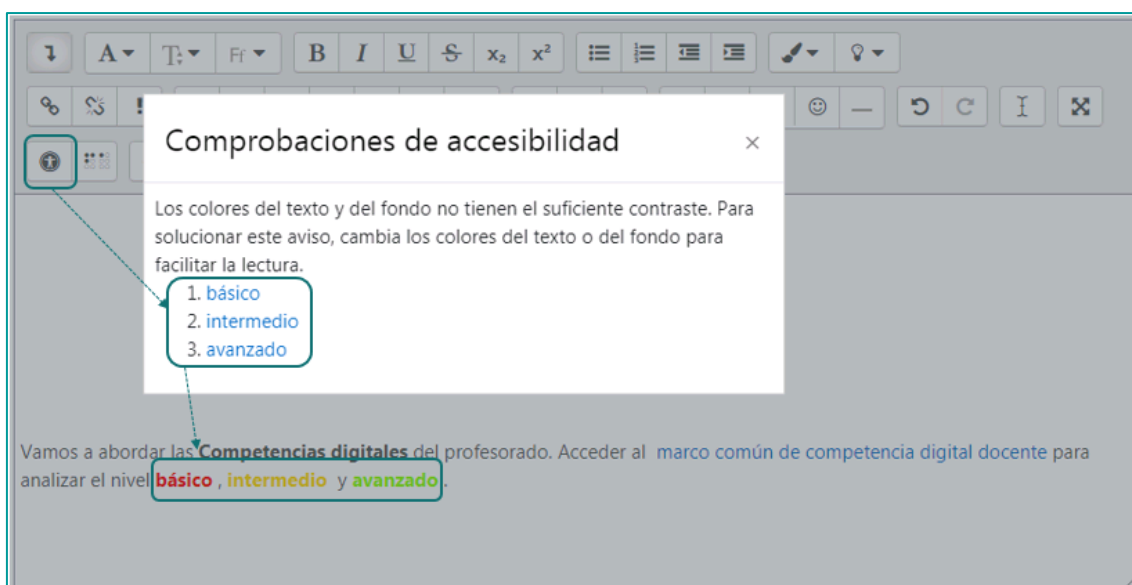 A T: Ff B I U S x₂ x²
!
Comprobaciones de accesibilidad ×
Los colores del texto y del fondo no tienen el suficiente contraste. Para
solucionar este aviso, cambia los colores del texto o del fondo para
facilitar la lectura.
1. básico
2. intermedio
3. avanzado
Vamos a abordar las Competencias digitales del profesorado. Acceder al marco común de competencia digital docente para
analizar el nivel básico , intermedio y avanzado .